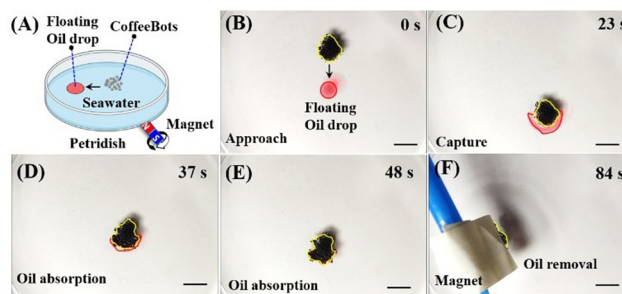 (A)
Floating
Oil drop
CoffeeBots
Seawater
Magnet
Petridish
(B)
0 s
Floating
Oil drop
Approach
(C)
23 s
Capture
(D)
37 s
Oil absorption
(E)
48 s
Oil absorption
(F)
84 s
Oil removal
Magnet